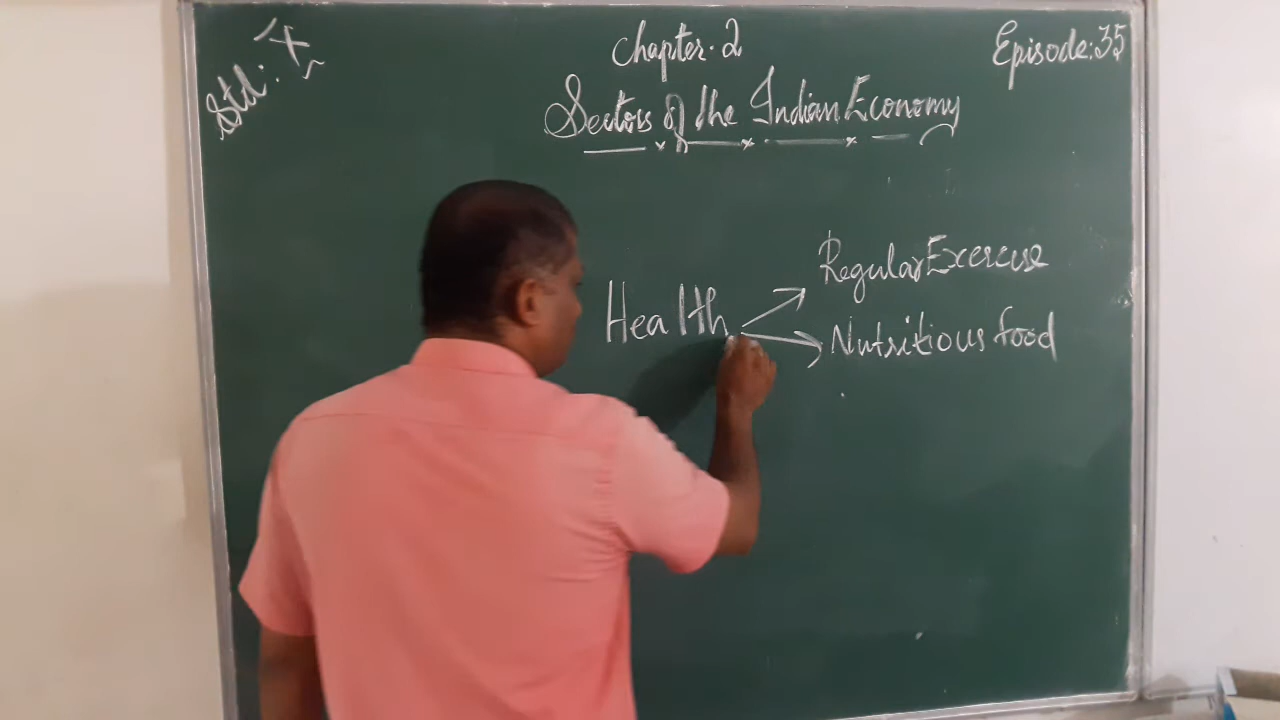 Std: X
Chapter. 2
Episode: 35
Sectors of the Indian Economy
Regular Exercise
Health
Nutritious food